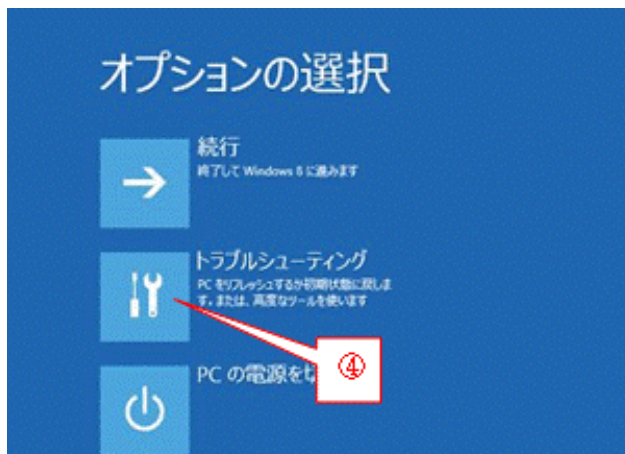 オプションの選択
続行
終了して Windows 8 に進みます
トラブルシューティング
PC をリフレッシュするか初期状態に戻しま
す。または、高度なツールを使います
PC の電源を切
④